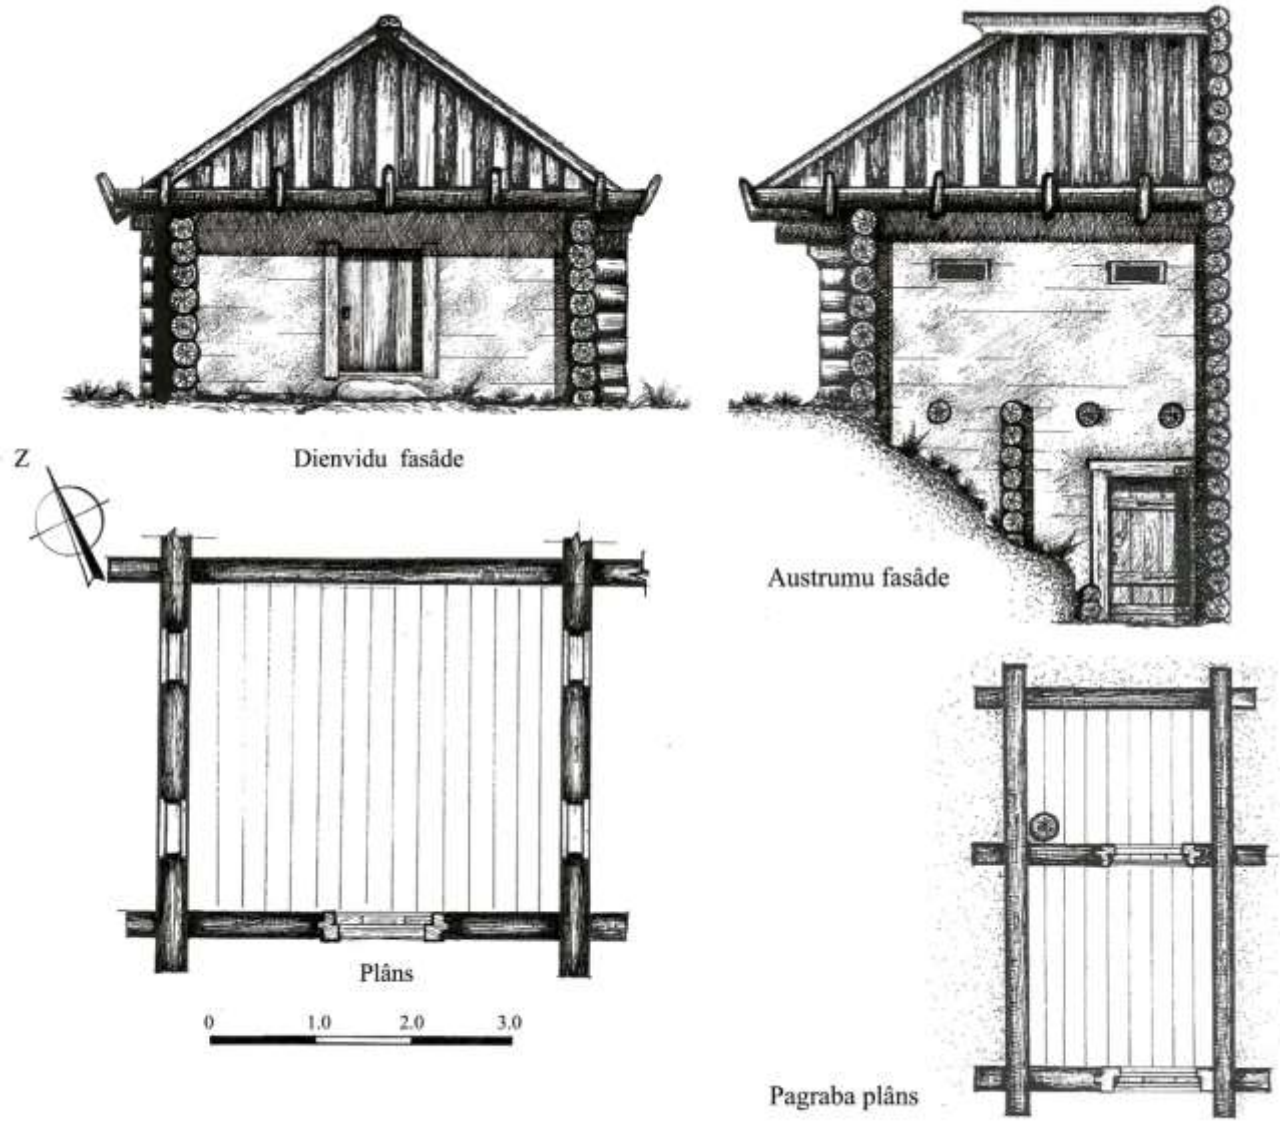 Dienvidu fasâde
Z
Austrumu fasâde
Plâns
0 1.0 2.0 3.0
Pagraba plâns